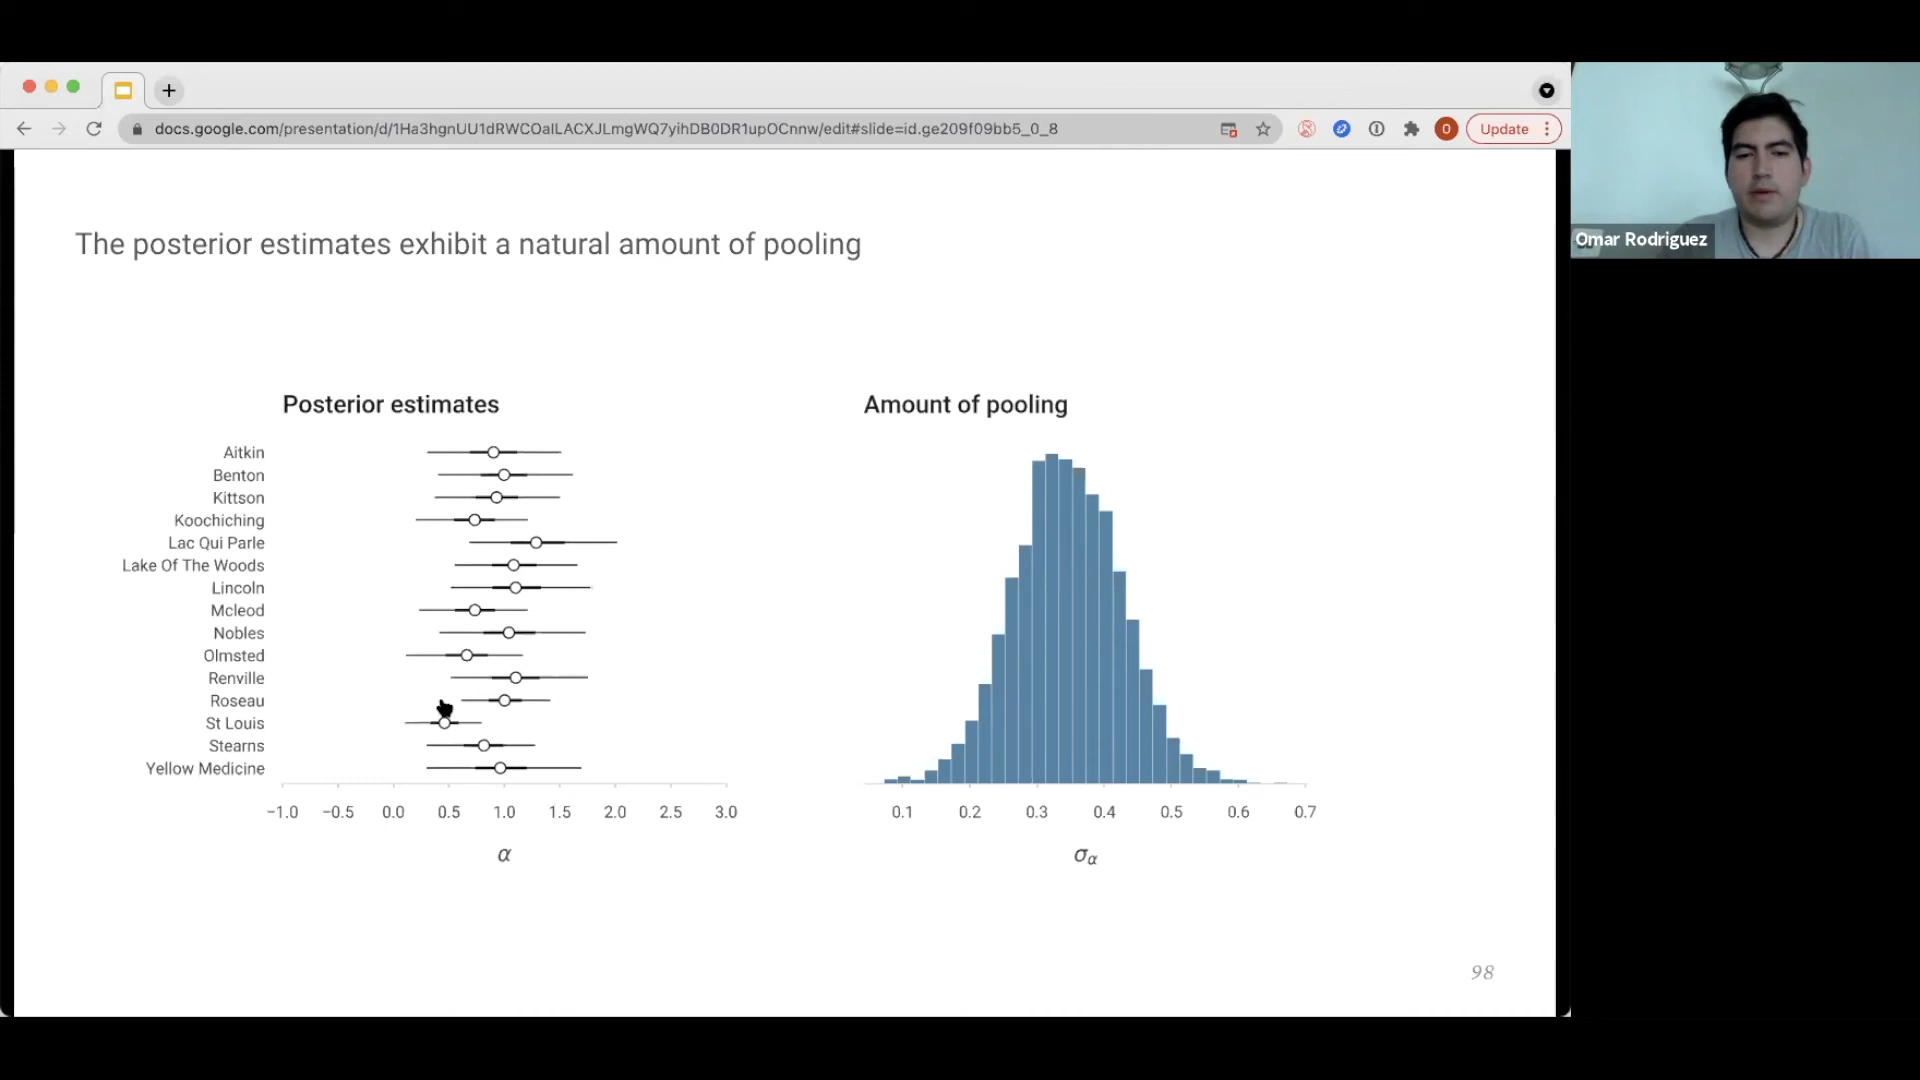 docs.google.com/presentation/d/1Ha3hgnUU1dRWCOalLACXJLmgWQ7yihDB0DR1upOCnnw/edit#slide=id.ge209f09bb5_0_8
O
Update
Omar Rodriguez
The posterior estimates exhibit a natural amount of pooling
Posterior estimates
Aitkin
Benton
Kittson
Koochiching
Lac Qui Parle
Lake Of The Woods
Lincoln
Mcleod
Nobles
Olmsted
Renville
Roseau
St Louis
Stearns
Yellow Medicine
−1.0 −0.5 0.0 0.5 1.0 1.5 2.0 2.5 3.0
α
Amount of pooling
0.1 0.2 0.3 0.4 0.5 0.6 0.7
σα
98